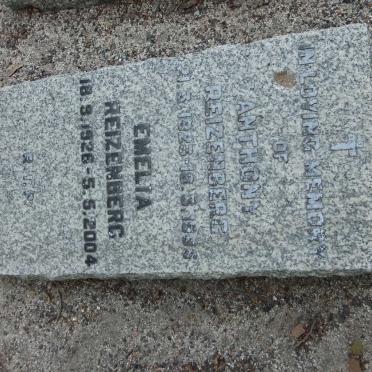 IN LOVING MEMORY
OF
ANTHONY
REIZENBERG
EMELIA
REIZENBERG
18.9.1926 - 5.5.2004
R.I.P.